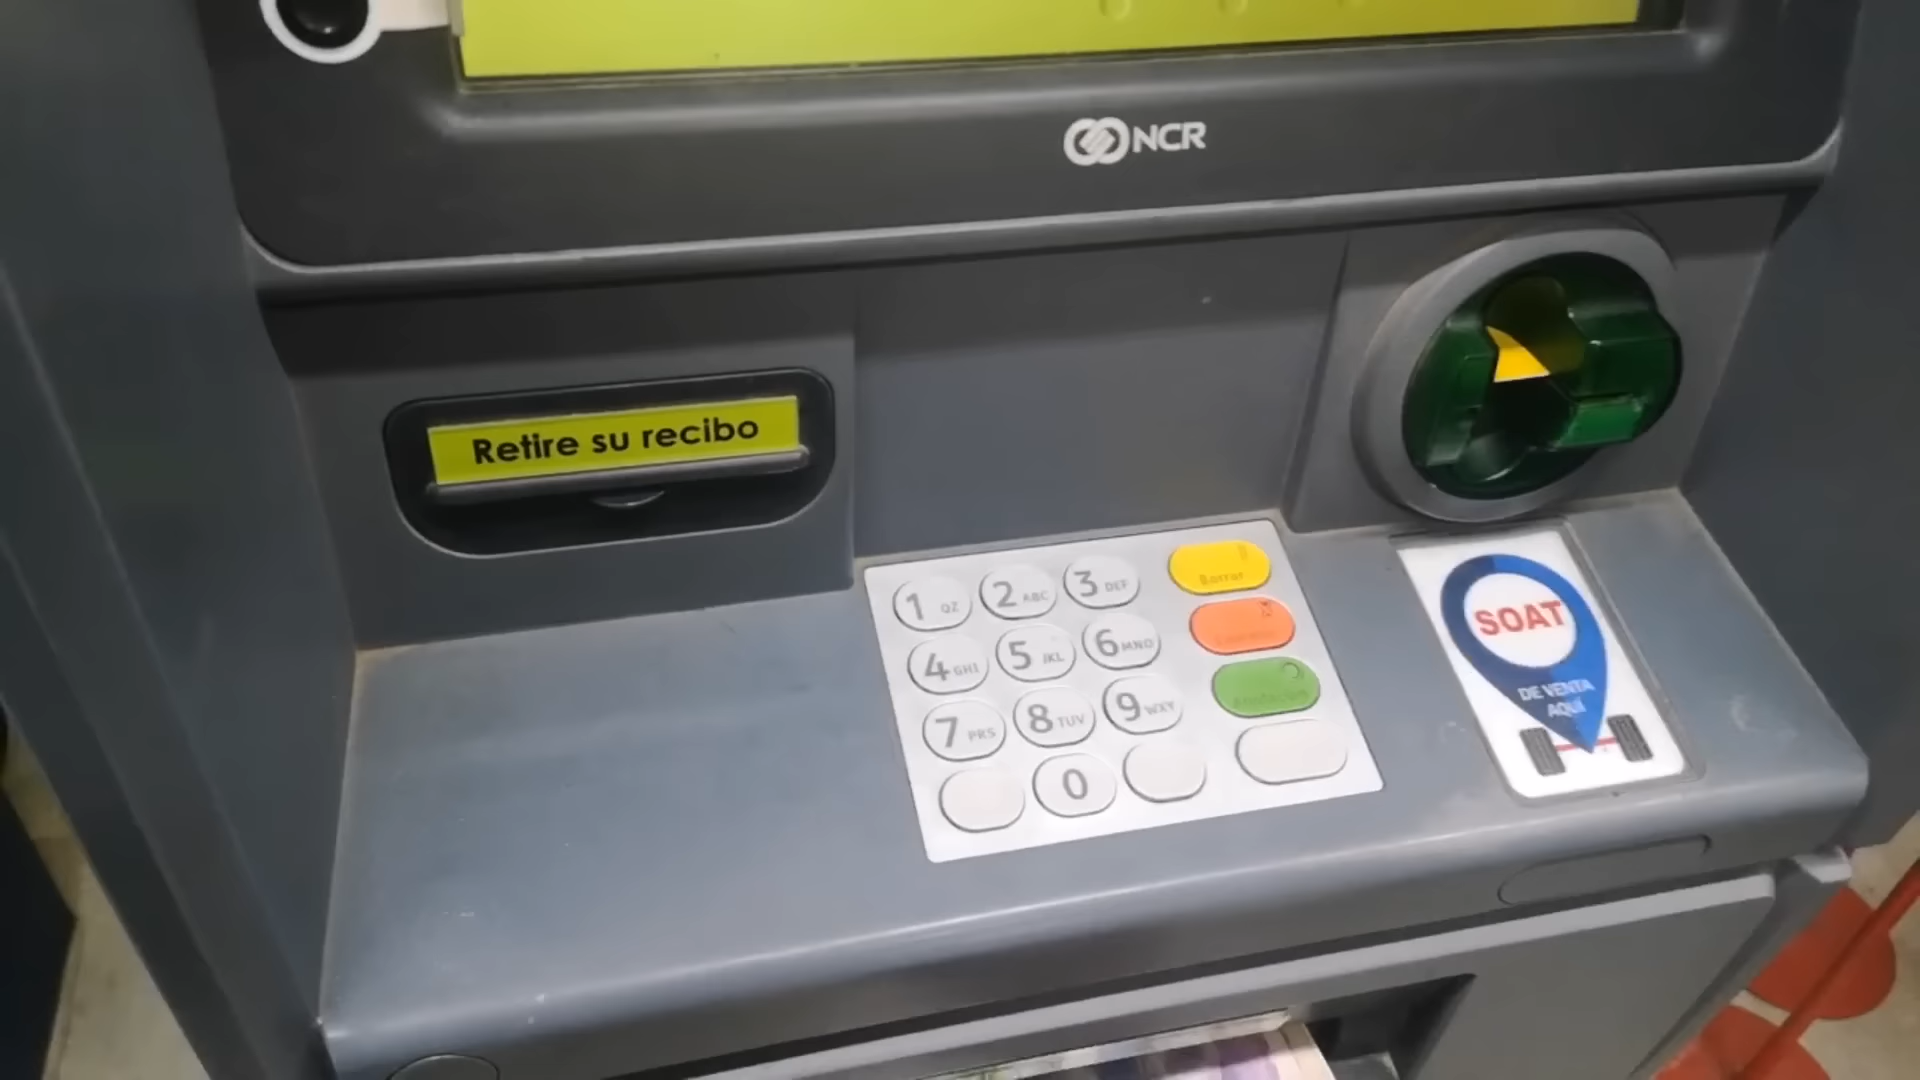 NCR
Retire su recibo
1 QZ 2 ABC 3 DEF Borrar
4 GHI 5 JKL 6 MNO
7 PRS 8 TUV 9 WXY
0
SOAT
DE VENTA
AQUÍ